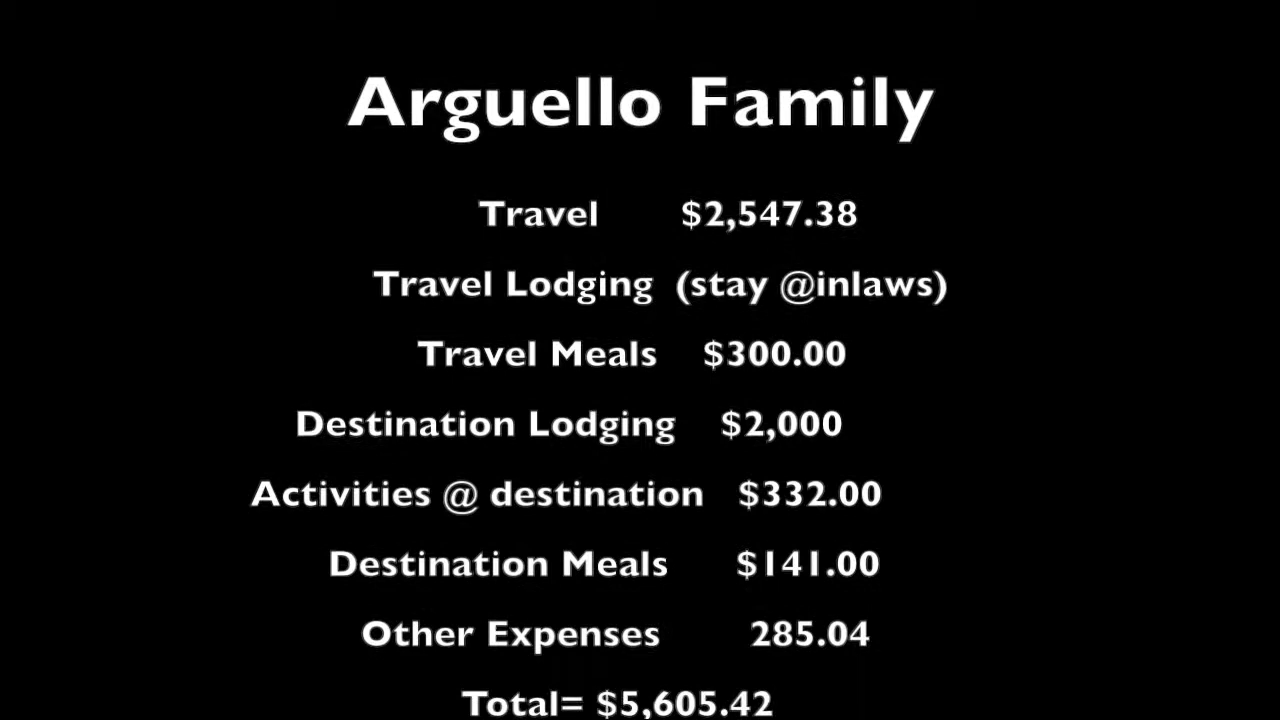 Arguello Family
Travel $2,547.38
Travel Lodging (stay @inlaws)
Travel Meals $300.00
Destination Lodging $2,000
Activities @ destination $332.00
Destination Meals $141.00
Other Expenses 285.04
Total= $5,605.42